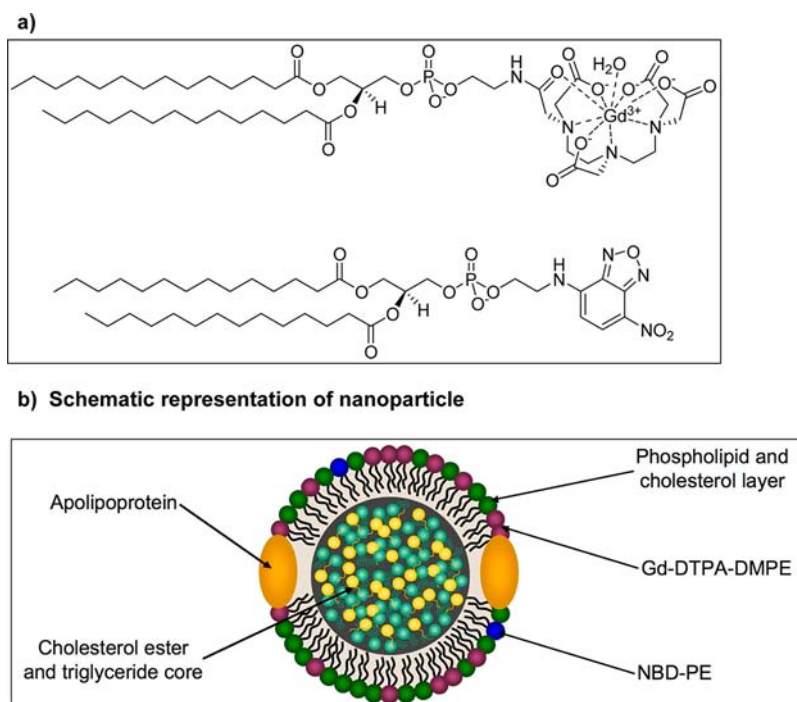 a)
O
O
O
P
O
O
N
H
O
O
O
H₂O
O
O⁻
O⁻
O⁻
O
O
O⁻
H
O
O
Gd³⁺
N
N
N
O⁻
O
O
O
O
P
O
O
O⁻
H
N
N
O
N
O
O
H
O
NO₂
b) Schematic representation of nanoparticle
Apolipoprotein
Phospholipid and
cholesterol layer
Gd-DTPA-DMPE
Cholesterol ester
and triglyceride core
NBD-PE